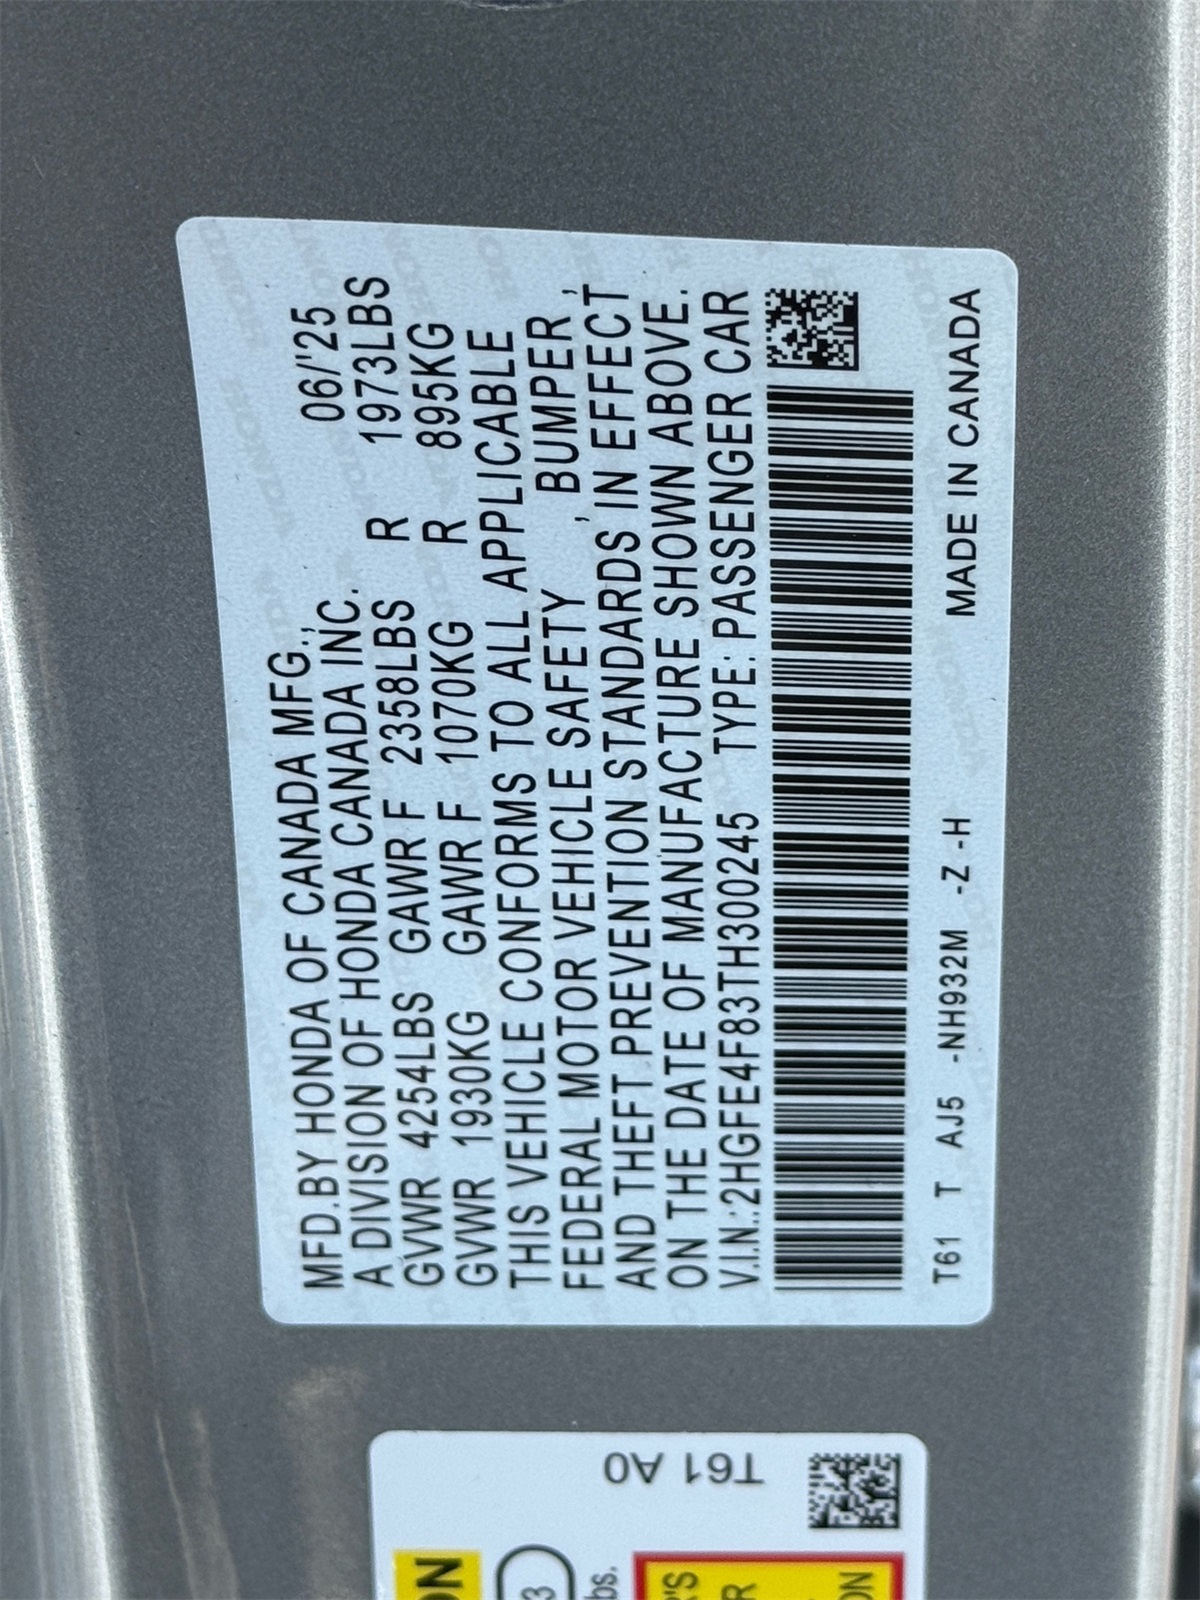 MFD.BY HONDA OF CANADA MFG.,
A DIVISION OF HONDA CANADA INC. 06/'25
GVWR 4254LBS GAWR F 2358LBS R 1973LBS
GVWR 1930KG GAWR F 1070KG R 895KG
THIS VEHICLE CONFORMS TO ALL APPLICABLE
FEDERAL MOTOR VEHICLE SAFETY , BUMPER ,
AND THEFT PREVENTION STANDARDS IN EFFECT
ON THE DATE OF MANUFACTURE SHOWN ABOVE.
V.I.N.:2HGFE4F83TH300245 TYPE: PASSENGER CAR
T61 T AJ5 -NH932M -Z -H MADE IN CANADA
T61 A0